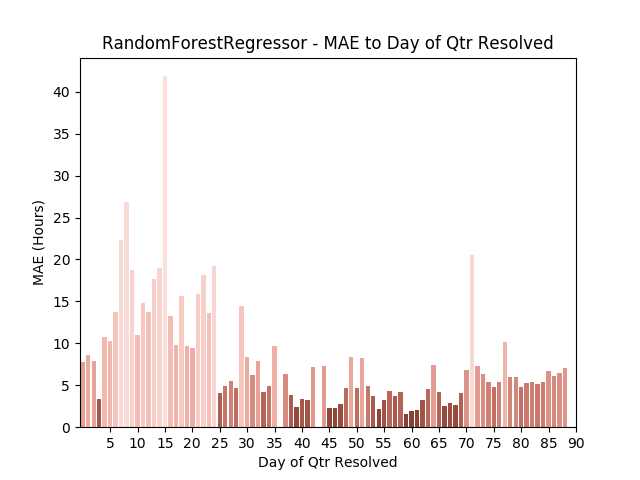 RandomForestRegressor - MAE to Day of Qtr Resolved
40
35
30
25
20
15
10
5
0
MAE (Hours)
5 10 15 20 25 30 35 40 45 50 55 60 65 70 75 80 85 90
Day of Qtr Resolved